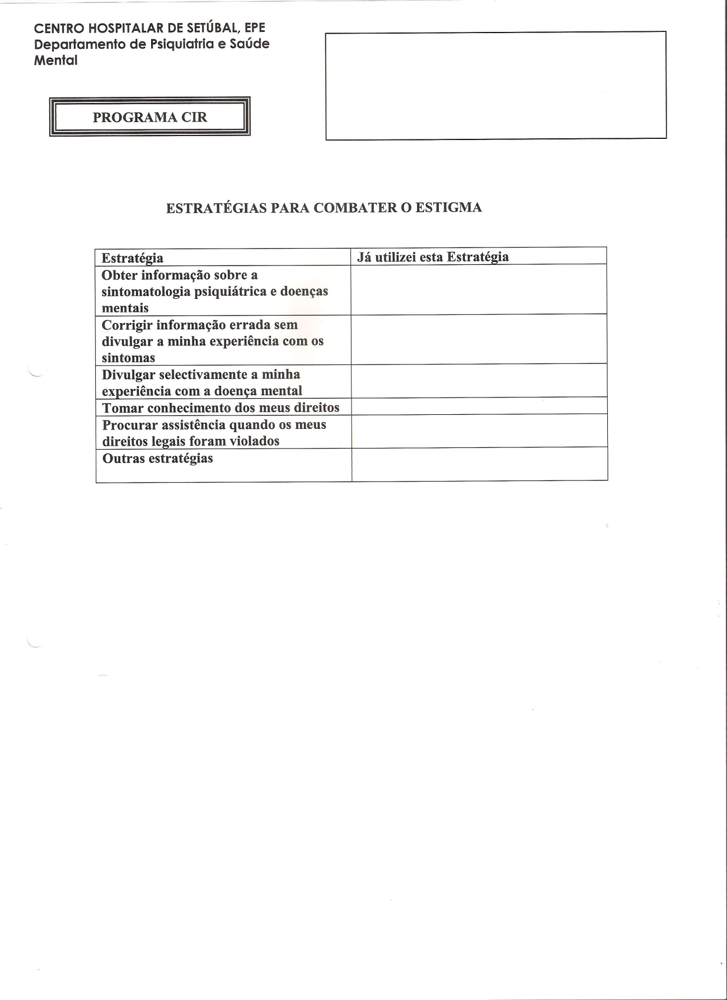 CENTRO HOSPITALAR DE SETÚBAL, EPE
Departamento de Psiquiatria e Saúde
Mental
PROGRAMA CIR
ESTRATÉGIAS PARA COMBATER O ESTIGMA
Estratégia
Já utilizei esta Estratégia
Obter informação sobre a
sintomatologia psiquiátrica e doenças
mentais
Corrigir informação errada sem
divulgar a minha experiência com os
sintomas
Divulgar selectivamente a minha
experiência com a doença mental
Tomar conhecimento dos meus direitos
Procurar assistência quando os meus
direitos legais foram violados
Outras estratégias